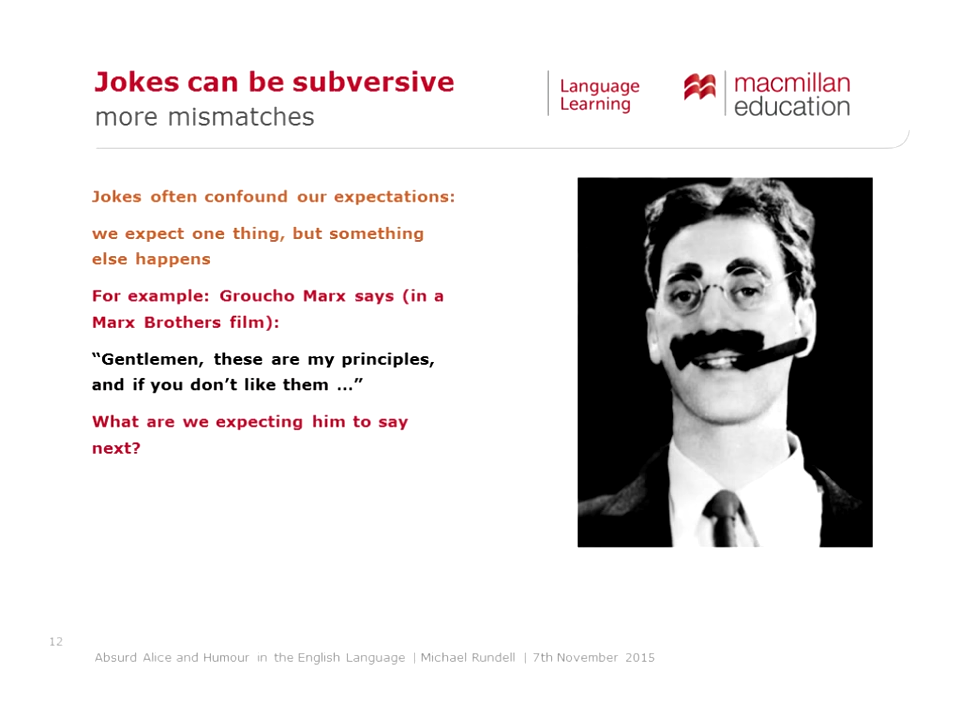 Jokes can be subversive
more mismatches
Language
Learning
macmillan
education
Jokes often confound our expectations:
we expect one thing, but something
else happens
For example: Groucho Marx says (in a
Marx Brothers film):
“Gentlemen, these are my principles,
and if you don’t like them …”
What are we expecting him to say
next?
12
Absurd Alice and Humour in the English Language | Michael Rundell | 7th November 2015